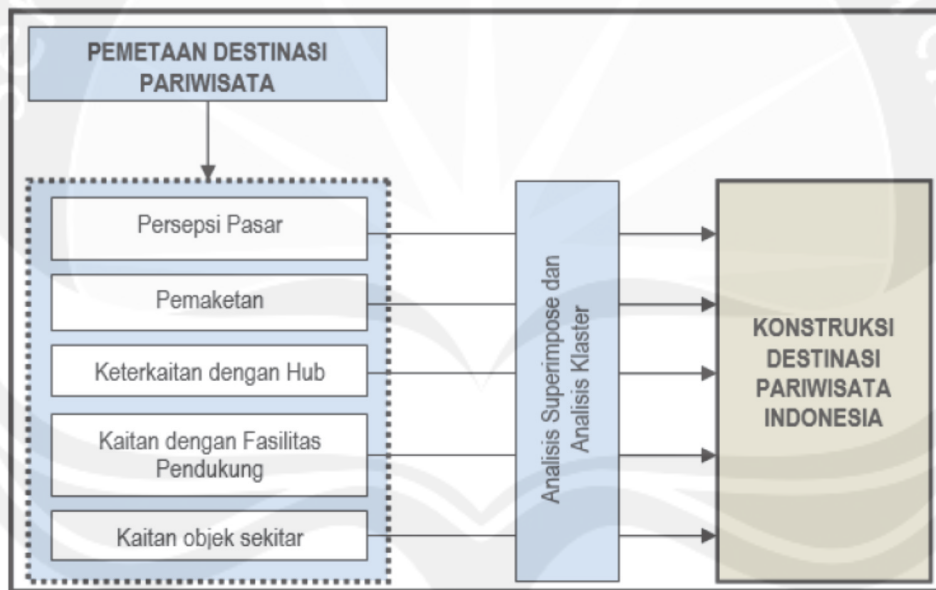 PEMETAAN DESTINASI
PARIWISATA
Persepsi Pasar
Pemaketan
Keterkaitan dengan Hub
Kaitan dengan Fasilitas
Pendukung
Kaitan objek sekitar
Analisis Superimpose dan
Analisis Klaster
KONSTRUKSI
DESTINASI
PARIWISATA
INDONESIA